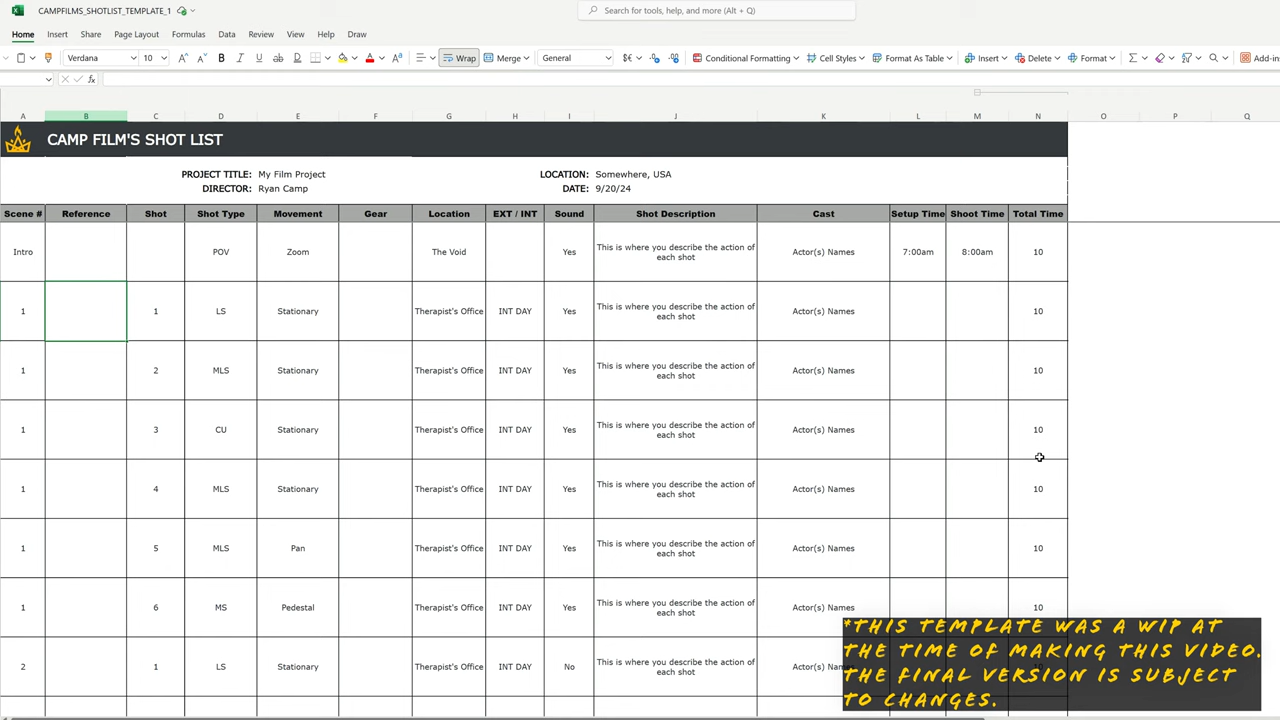 CAMPFILMS_SHOTLIST_TEMPLATE_1
Search for tools, help, and more (Alt + Q)
Home Insert Share Page Layout Formulas Data Review View Help Draw
Verdana 10 A A B I U ab A A Wrap Merge General $€ Conditional Formatting Cell Styles Format As Table Insert Delete Format Σ Add-ins
fx
A B C D E F G H I J K L M N O P Q
CAMP FILM'S SHOT LIST
PROJECT TITLE: My Film Project LOCATION: Somewhere, USA
DIRECTOR: Ryan Camp DATE: 9/20/24
Scene # Reference Shot Shot Type Movement Gear Location EXT / INT Sound Shot Description Cast Setup Time Shoot Time Total Time
Intro POV Zoom The Void Yes This is where you describe the action of each shot Actor(s) Names 7:00am 8:00am 10
1 1 LS Stationary Therapist's Office INT DAY Yes This is where you describe the action of each shot Actor(s) Names 10
1 2 MLS Stationary Therapist's Office INT DAY Yes This is where you describe the action of each shot Actor(s) Names 10
1 3 CU Stationary Therapist's Office INT DAY Yes This is where you describe the action of each shot Actor(s) Names 10
1 4 MLS Stationary Therapist's Office INT DAY Yes This is where you describe the action of each shot Actor(s) Names 10
1 5 MLS Pan Therapist's Office INT DAY Yes This is where you describe the action of each shot Actor(s) Names 10
1 6 MS Pedestal Therapist's Office INT DAY Yes This is where you describe the action of each shot Actor(s) Names 10
2 1 LS Stationary Therapist's Office INT DAY No This is where you describe the action of each shot Actor(s) Names
*THIS TEMPLATE WAS A WIP AT
THE TIME OF MAKING THIS VIDEO.
THE FINAL VERSION IS SUBJECT
TO CHANGES.